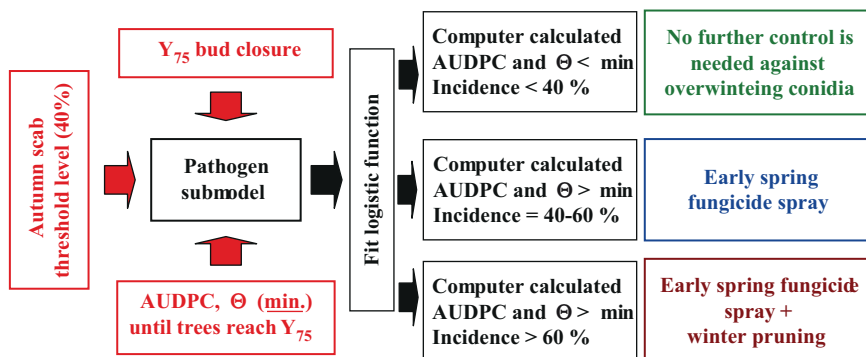 Autumn scab
threshold level (40%)
Y75 bud closure
Pathogen
submodel
AUDPC, Θ (min.)
until trees reach Y75
Fit logistic function
Computer calculated
AUDPC and Θ < min
Incidence < 40 %
No further control is
needed against
overwinteing conidia
Computer calculated
AUDPC and Θ > min
Incidence = 40-60 %
Early spring
fungicide spray
Computer calculated
AUDPC and Θ > min
Incidence > 60 %
Early spring fungicide
spray +
winter pruning